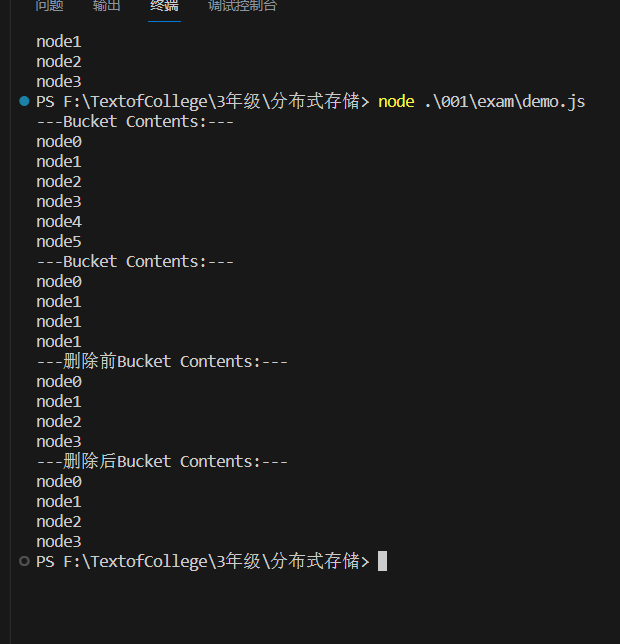 问题 输出 终端 调试控制台
node1
node2
node3
PS F:\TextofCollege\3年级\分布式存储> node .\001\exam\demo.js
---Bucket Contents:---
node0
node1
node2
node3
node4
node5
---Bucket Contents:---
node0
node1
node1
node1
---删除前Bucket Contents:---
node0
node1
node2
node3
---删除后Bucket Contents:---
node0
node1
node2
node3
PS F:\TextofCollege\3年级\分布式存储>